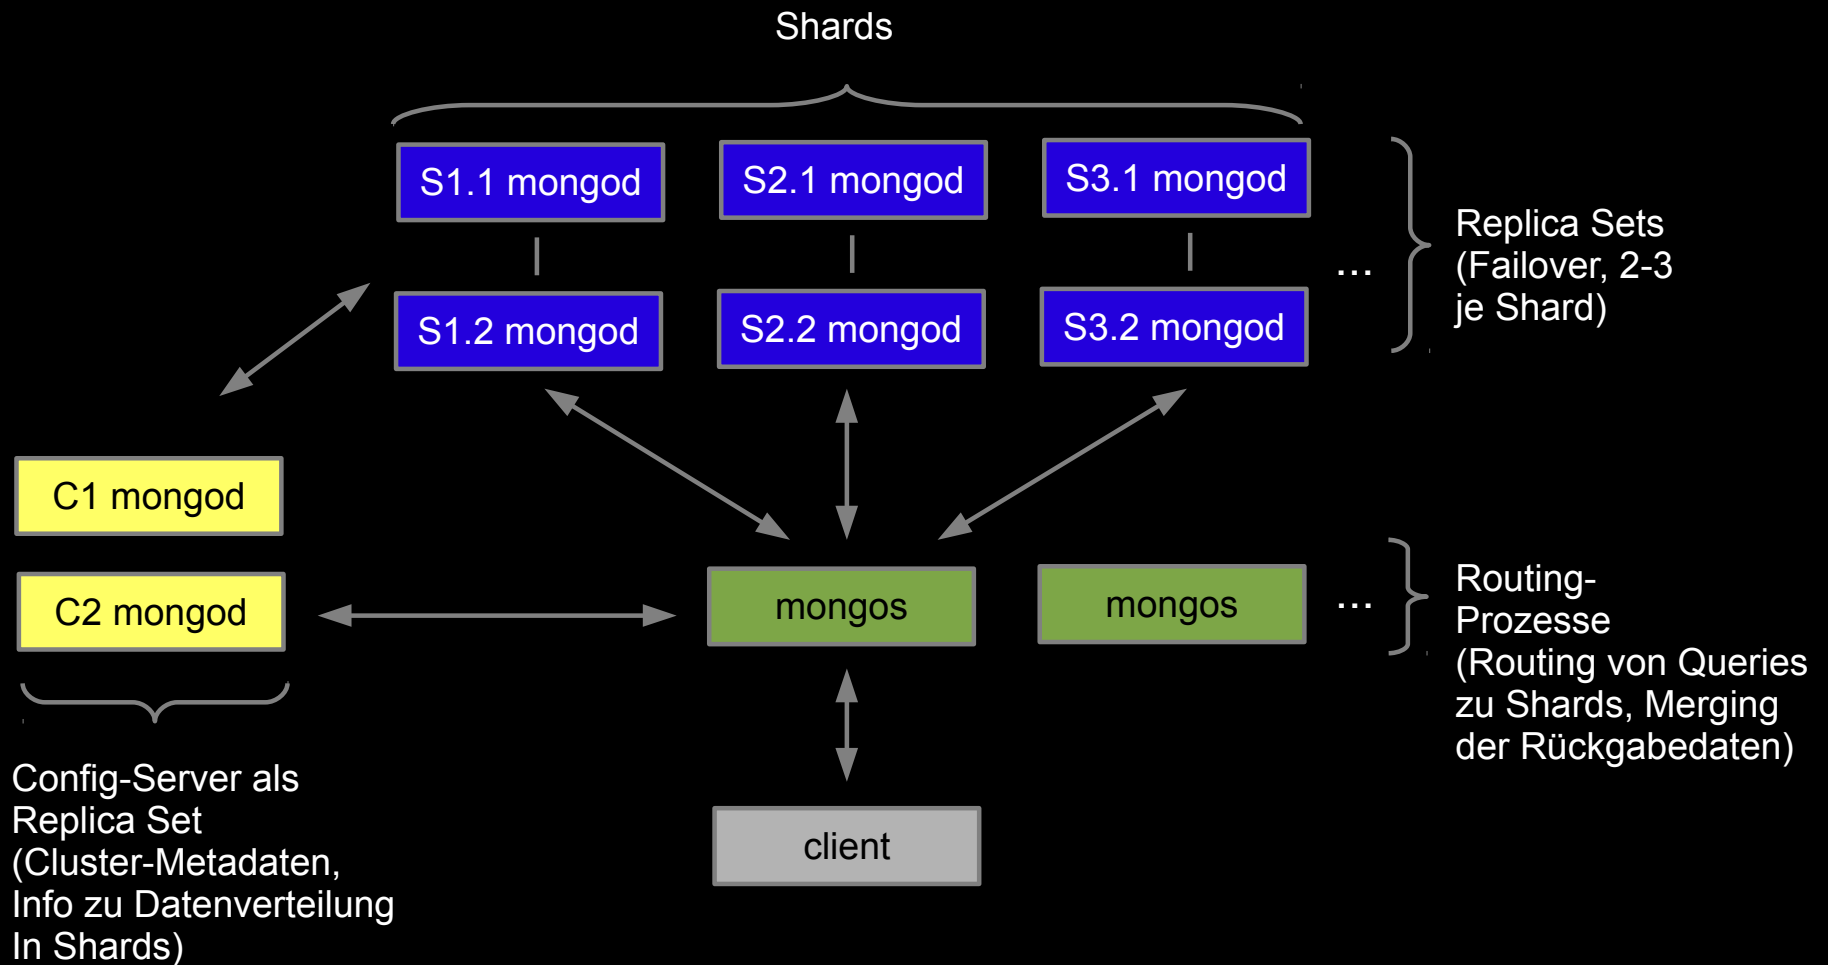 Shards
S1.1 mongod
S2.1 mongod
S3.1 mongod
S1.2 mongod
S2.2 mongod
S3.2 mongod
...
Replica Sets
(Failover, 2-3
je Shard)
C1 mongod
C2 mongod
mongos
mongos
...
Routing-
Prozesse
(Routing von Queries
zu Shards, Merging
der Rückgabedaten)
Config-Server als
Replica Set
(Cluster-Metadaten,
Info zu Datenverteilung
In Shards)
client